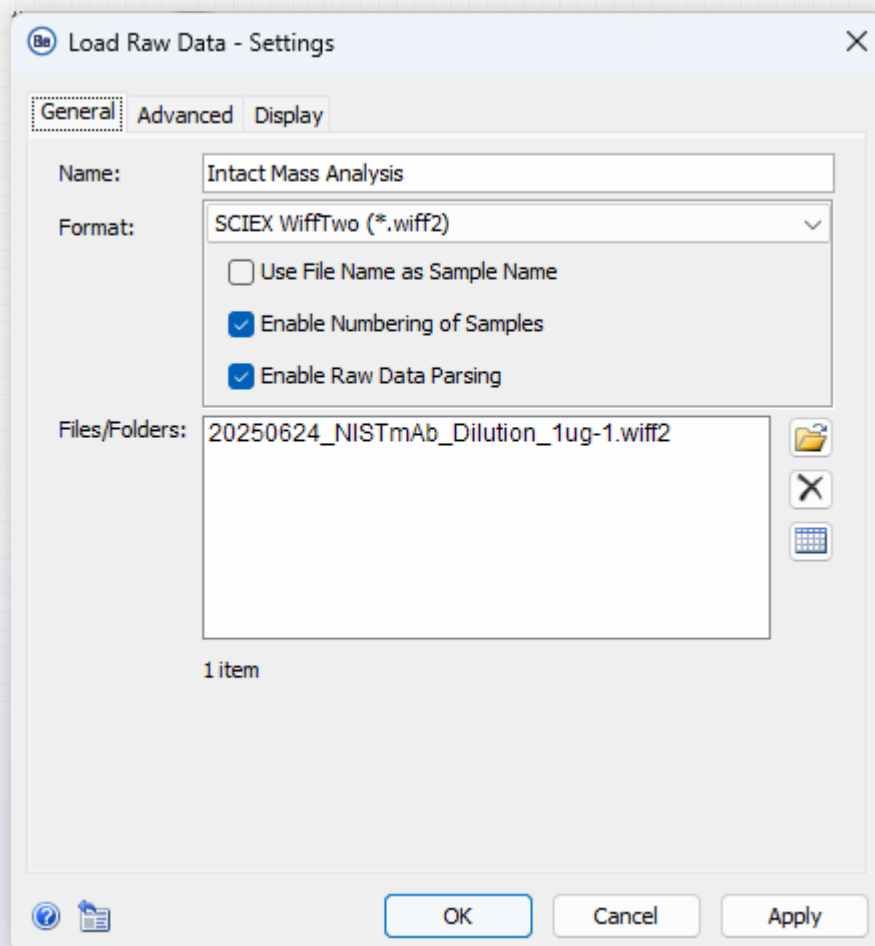 Be Load Raw Data - Settings
General Advanced Display
Name: Intact Mass Analysis
Format: SCIEX WiffTwo (*.wiff2)
Use File Name as Sample Name
Enable Numbering of Samples
Enable Raw Data Parsing
Files/Folders: 20250624_NISTmAb_Dilution_1ug-1.wiff2
1 item
OK Cancel Apply